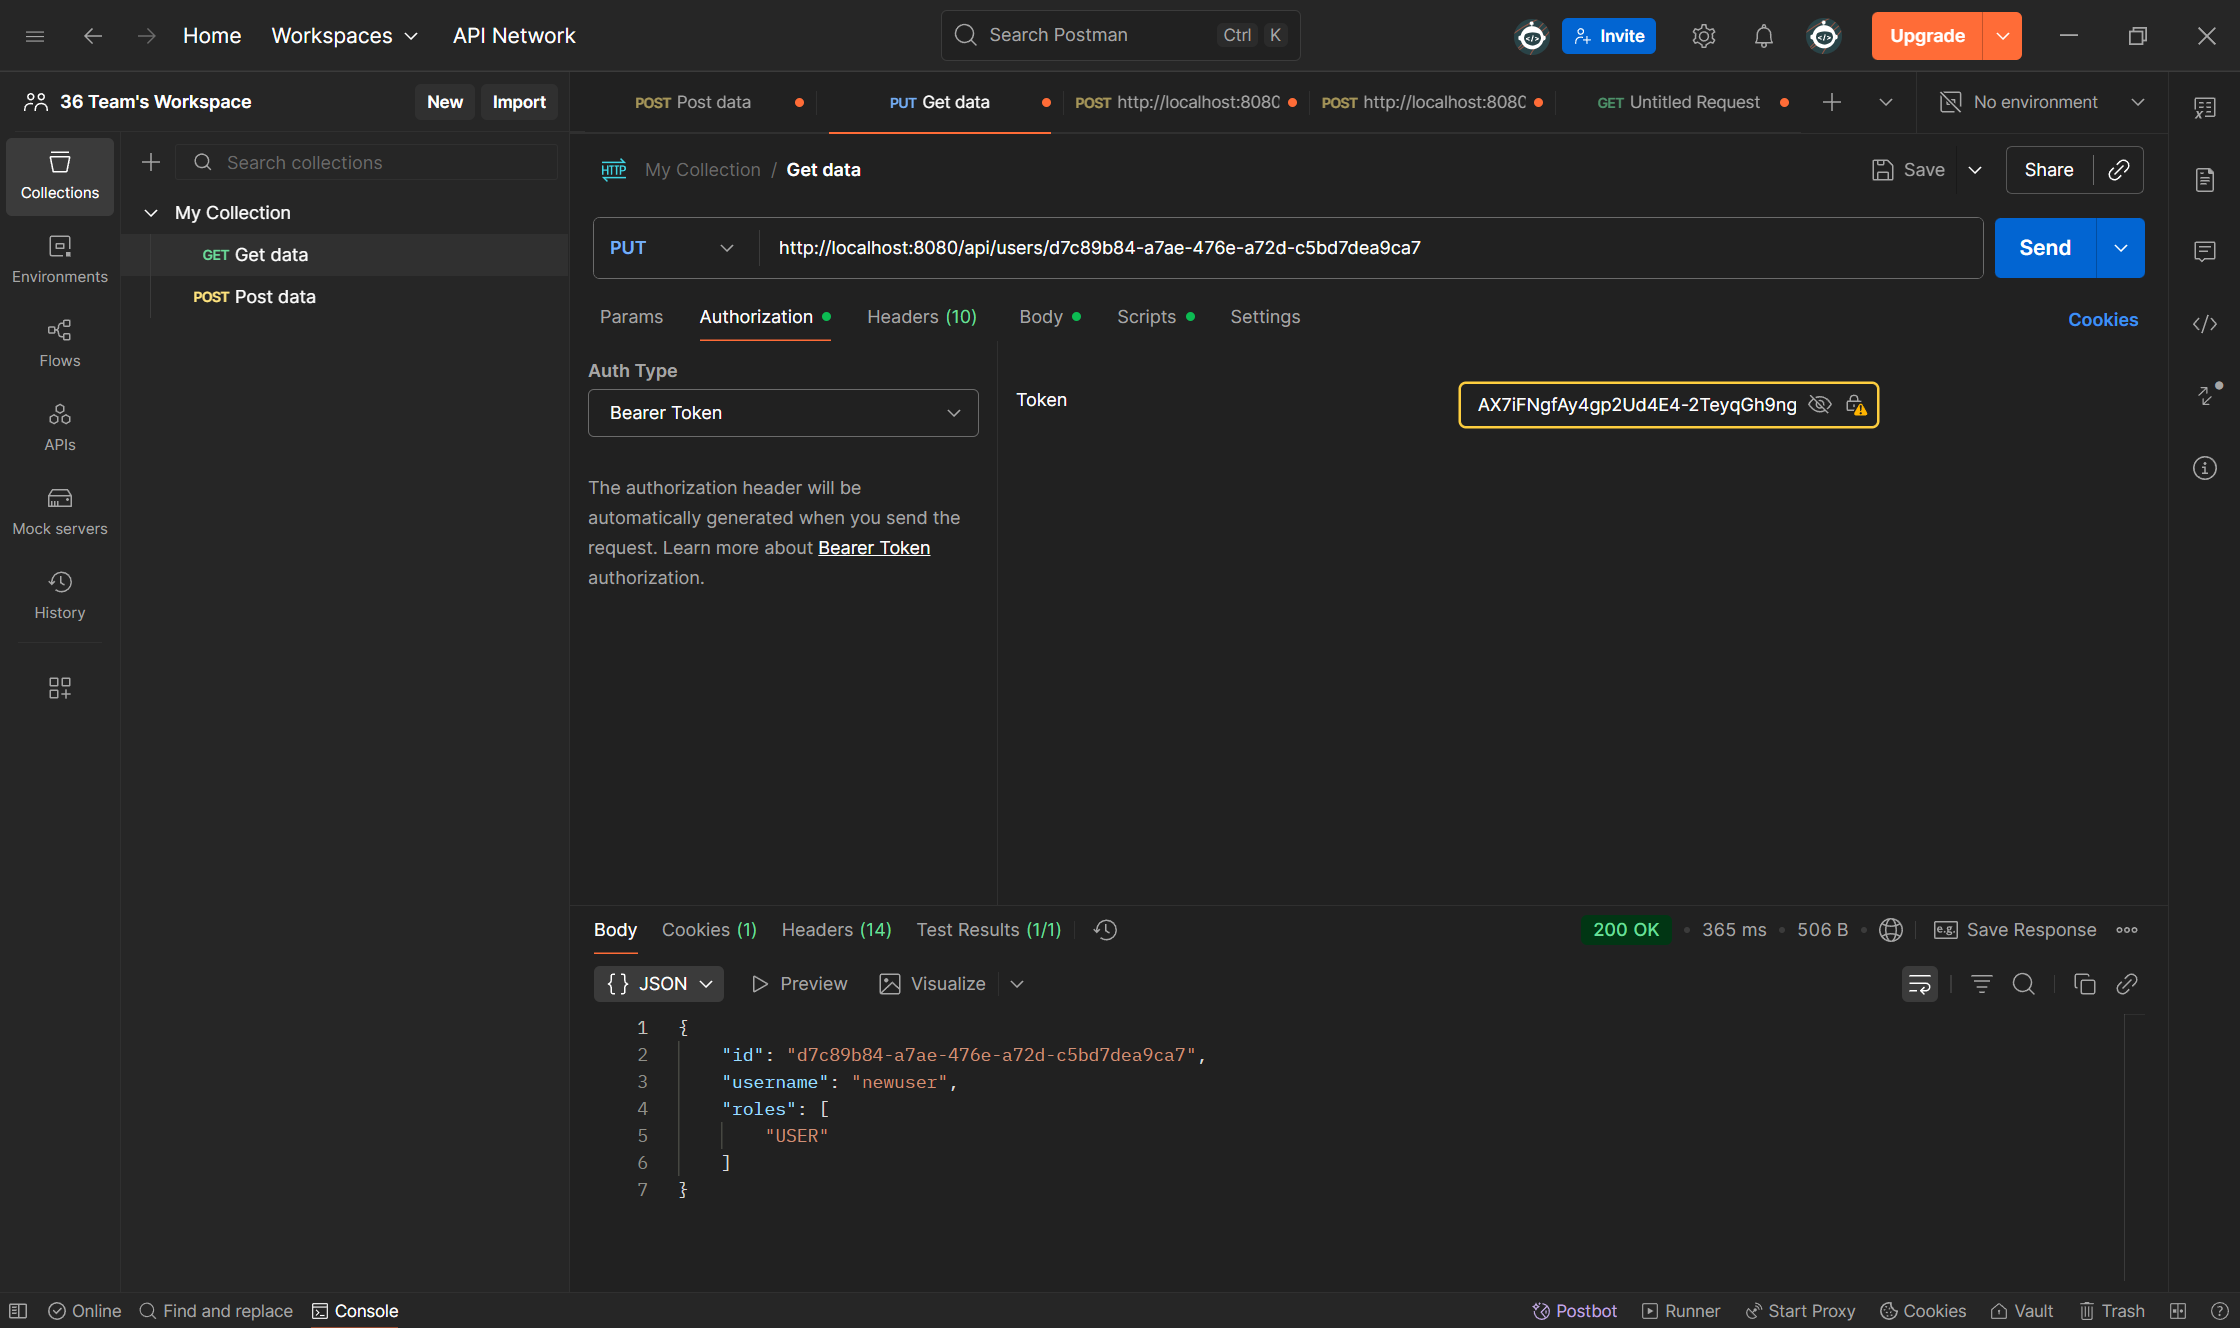 Home Workspaces API Network Search Postman Ctrl K Invite Upgrade
36 Team's Workspace New Import
POST Post data PUT Get data POST http://localhost:8080 POST http://localhost:8080 GET Untitled Request No environment
Collections
Environments
Flows
APIs
Mock servers
History
Search collections
My Collection
GET Get data
POST Post data
HTTP My Collection / Get data Save Share
PUT http://localhost:8080/api/users/d7c89b84-a7ae-476e-a72d-c5bd7dea9ca7 Send
Params Authorization Headers (10) Body Scripts Settings Cookies
Auth Type
Bearer Token
The authorization header will be
automatically generated when you send the
request. Learn more about Bearer Token
authorization.
Token AX7iFNgfAy4gp2Ud4E4-2TeyqGh9ng
Body Cookies (1) Headers (14) Test Results (1/1) 200 OK • 365 ms • 506 B • e.g. Save Response
{} JSON Preview Visualize
1 {
2 "id": "d7c89b84-a7ae-476e-a72d-c5bd7dea9ca7",
3 "username": "newuser",
4 "roles": [
5 "USER"
6 ]
7 }
Online Find and replace Console Postbot Runner Start Proxy Cookies Vault Trash